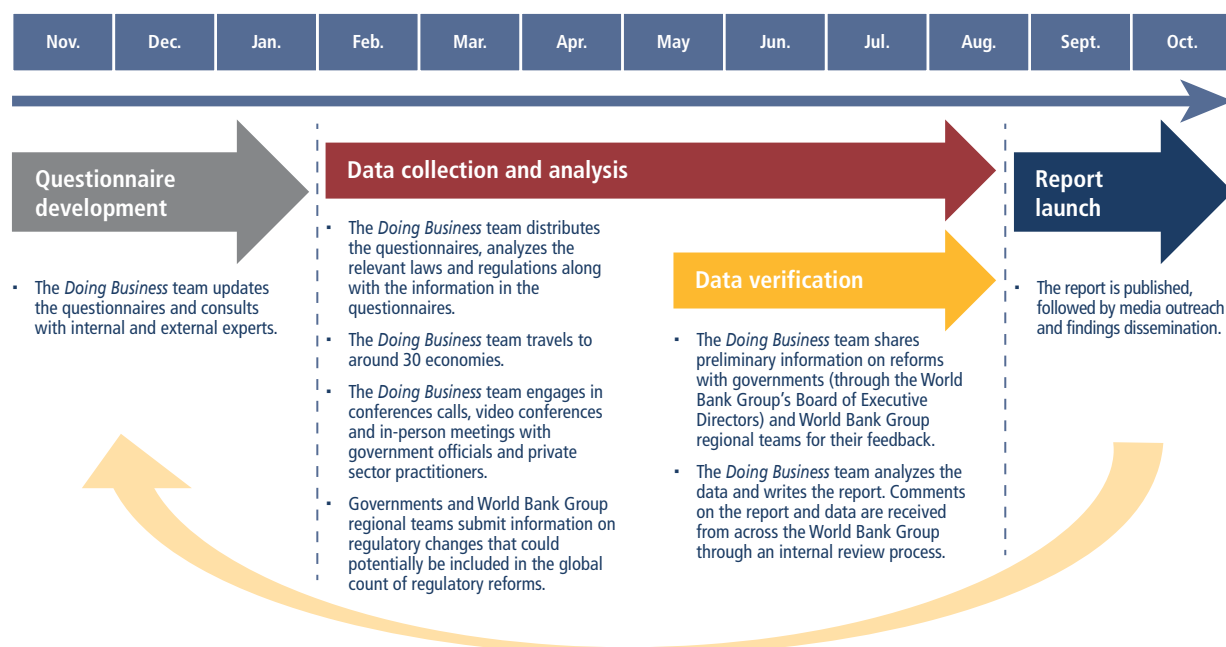 Nov. Dec. Jan. Feb. Mar. Apr. May Jun. Jul. Aug. Sept. Oct.
Questionnaire
development
▪ The Doing Business team updates
the questionnaires and consults
with internal and external experts.
Data collection and analysis
▪ The Doing Business team distributes
the questionnaires, analyzes the
relevant laws and regulations along
with the information in the
questionnaires.
▪ The Doing Business team travels to
around 30 economies.
▪ The Doing Business team engages in
conferences calls, video conferences
and in-person meetings with
government officials and private
sector practitioners.
▪ Governments and World Bank Group
regional teams submit information on
regulatory changes that could
potentially be included in the global
count of regulatory reforms.
Data verification
▪ The Doing Business team shares
preliminary information on reforms
with governments (through the World
Bank Group's Board of Executive
Directors) and World Bank Group
regional teams for their feedback.
▪ The Doing Business team analyzes the
data and writes the report. Comments
on the report and data are received
from across the World Bank Group
through an internal review process.
Report
launch
▪ The report is published,
followed by media outreach
and findings dissemination.